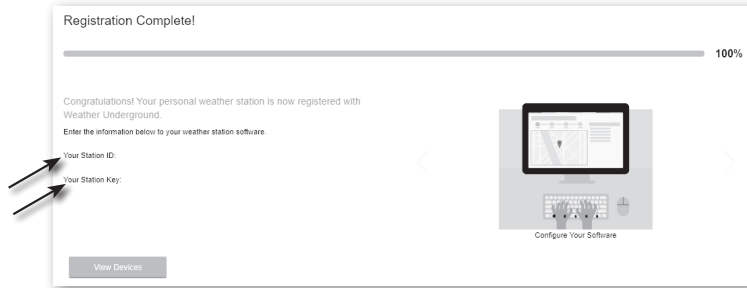 Registration Complete!
100%
Congratulations! Your personal weather station is now registered with
Weather Underground.
Enter the information below to your weather station software.
Your Station ID:
Your Station Key:
Configure Your Software
View Devices